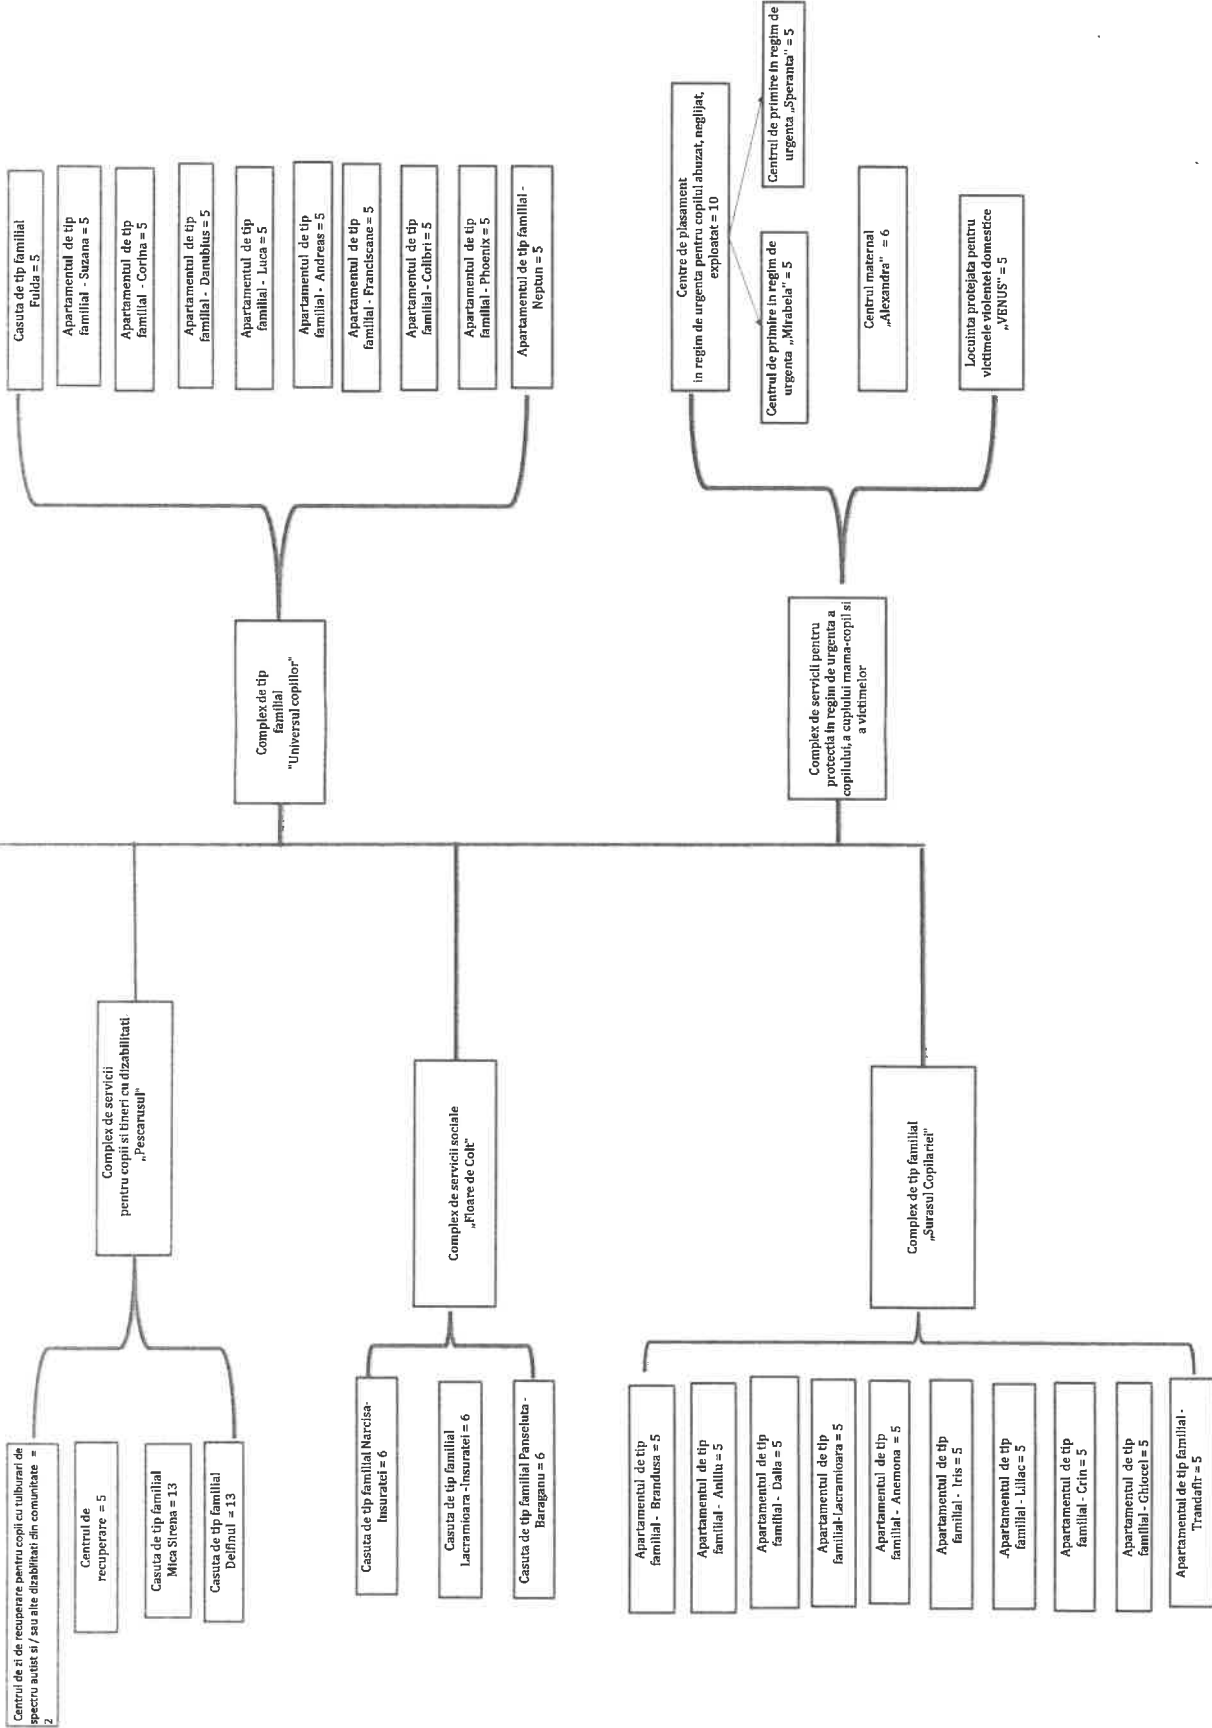 Centrul de zi de recuperare pentru copii cu tulburari de
spectru autist si / sau alte dizabilitati din comunitate =
2
Centrul de
recuperare = 5
Casuta de tip familial
Mica Sirena = 13
Casuta de tip familial
Delfinul = 13
Complex de servicii
pentru copii si tineri cu dizabilitati
„Pescarusul"
Casuta de tip familial Narcisa-
Insuratei = 6
Casuta de tip familial
Lacramioara -Insuratei = 6
Casuta de tip familial Panseluta -
Baraganu = 6
Complex de servicii sociale
„Floare de Colt"
Apartamentul de tip
familial - Brandusa = 5
Apartamentul de tip
familial - Anilu = 5
Apartamentul de tip
familial - Dalia = 5
Apartamentul de tip
familial-Lacramioara = 5
Apartamentul de tip
familial - Anemona = 5
Apartamentul de tip
familial - Iris = 5
Apartamentul de tip
familial - Liliac = 5
Apartamentul de tip
familial - Crin = 5
Apartamentul de tip
familial - Ghiocel = 5
Apartamentul de tip familial -
Trandafir = 5
Complex de tip familial
„Surasul Copilariei"
Complex de tip
familial
"Universul copiilor"
Casuta de tip familial
Fulda = 5
Apartamentul de tip
familial - Suzana = 5
Apartamentul de tip
familial - Corina = 5
Apartamentul de tip
familial - Danubius = 5
Apartamentul de tip
familial - Luca = 5
Apartamentul de tip
familial - Andreas = 5
Apartamentul de tip
familial - Franciscane = 5
Apartamentul de tip
familial - Colibri = 5
Apartamentul de tip
familial - Phoenix = 5
Apartamentul de tip familial -
Neptun = 5
Complex de servicii pentru
protectia in regim de urgenta a
copilului, a cuplului mama-copil si
a victimelor
Centre de plasament
in regim de urgenta pentru copilul abuzat, neglijat,
exploatat = 10
Centrul de primire in regim de
urgenta „Mirabela" = 5
Centrul de primire in regim de
urgenta „Speranta" = 5
Centrul maternal
„Alexandra" = 6
Locuinta protejata pentru
victimele violentei domestice
„VENUS" = 5